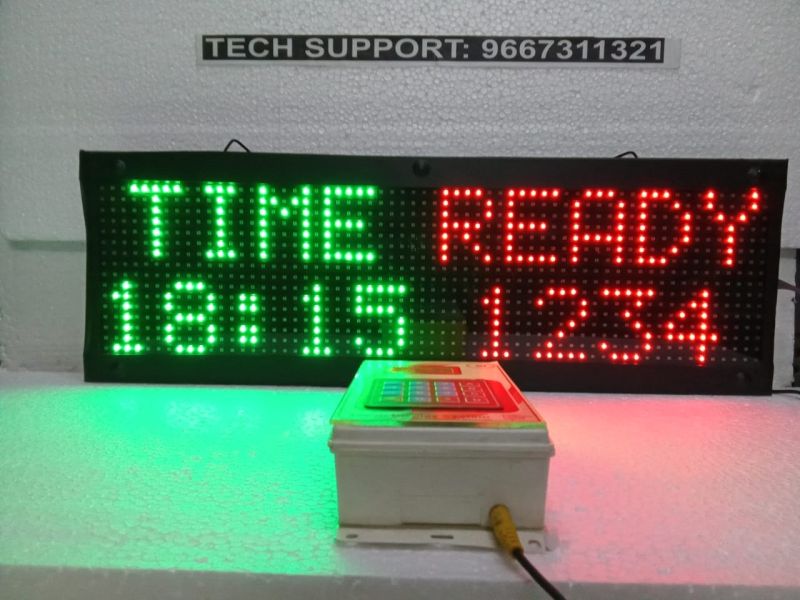 TECH SUPPORT: 9667311321
TIME READY
18:15 1234